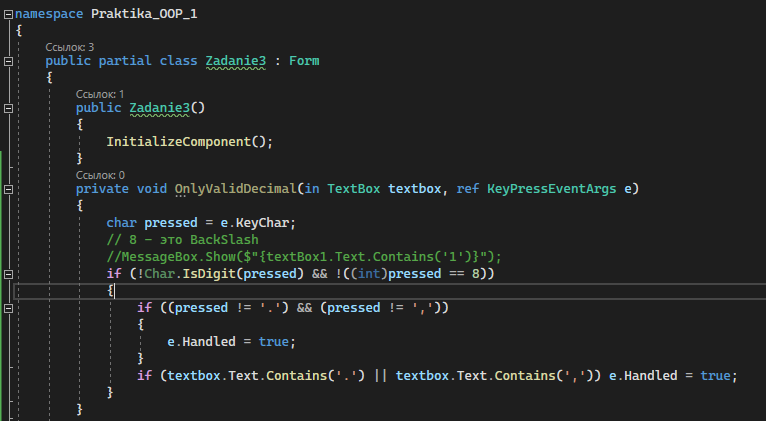 namespace Praktika_OOP_1
{
Ссылок: 3
public partial class Zadanie3 : Form
{
Ссылок: 1
public Zadanie3()
{
InitializeComponent();
}
Ссылок: 0
private void OnlyValidDecimal(in TextBox textbox, ref KeyPressEventArgs e)
{
char pressed = e.KeyChar;
// 8 - это BackSlash
//MessageBox.Show($"{textBox1.Text.Contains('1')}");
if (!Char.IsDigit(pressed) && !((int)pressed == 8))
{
if ((pressed != '.') && (pressed != ','))
{
e.Handled = true;
}
if (textbox.Text.Contains('.') || textbox.Text.Contains(',')) e.Handled = true;
}
}